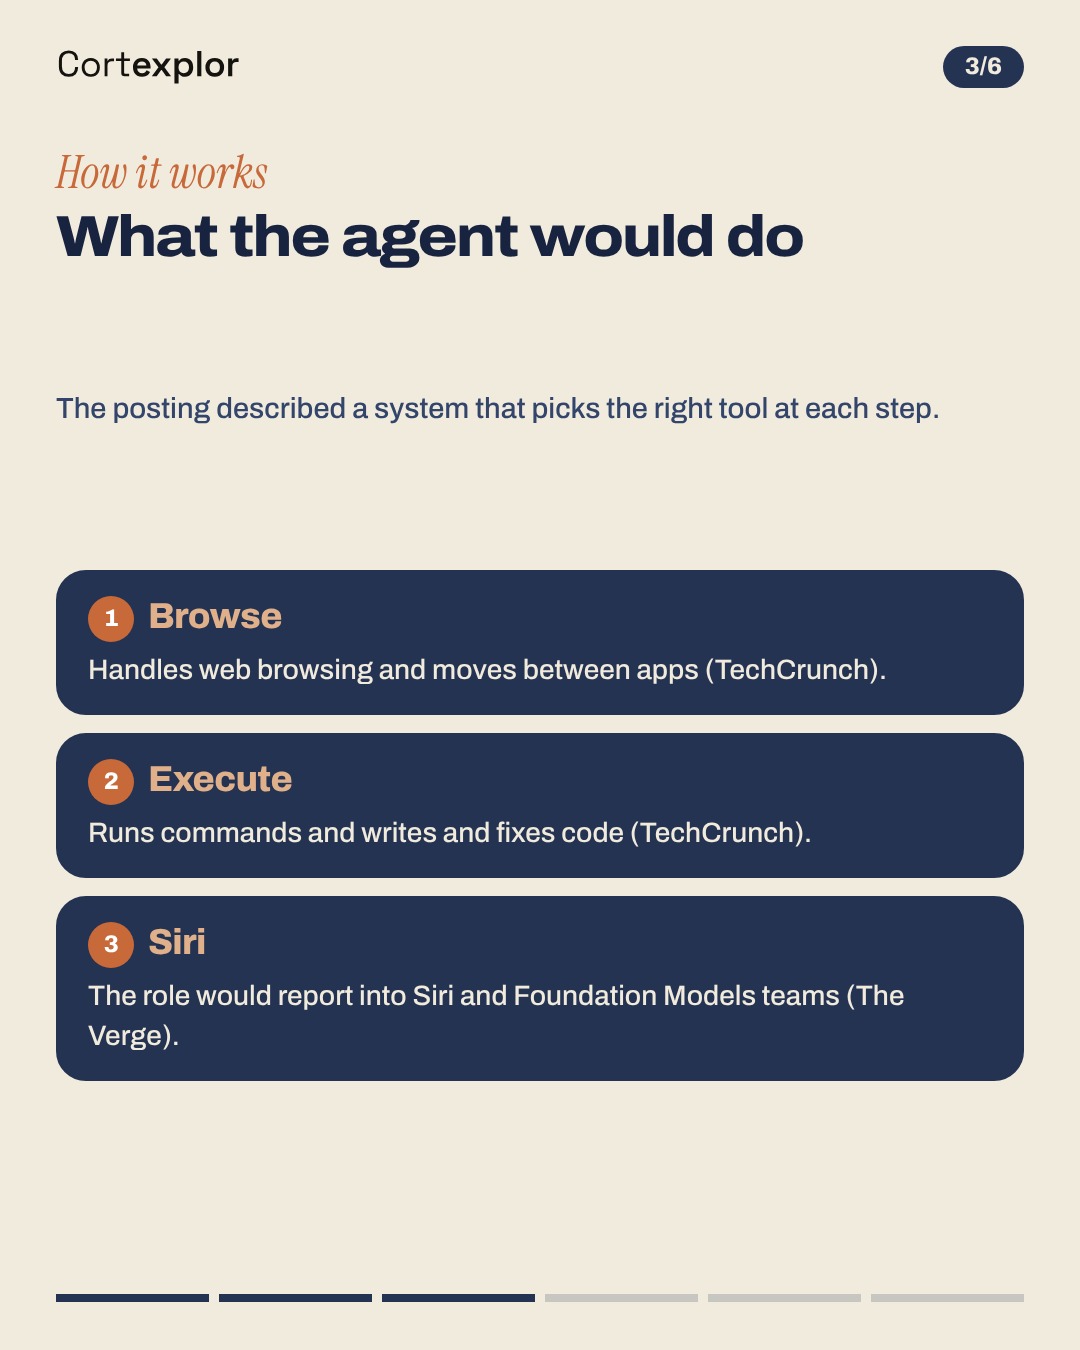 Cortexplor
3/6
How it works
What the agent would do
The posting described a system that picks the right tool at each step.
1 Browse
Handles web browsing and moves between apps (TechCrunch).
2 Execute
Runs commands and writes and fixes code (TechCrunch).
3 Siri
The role would report into Siri and Foundation Models teams (The
Verge).